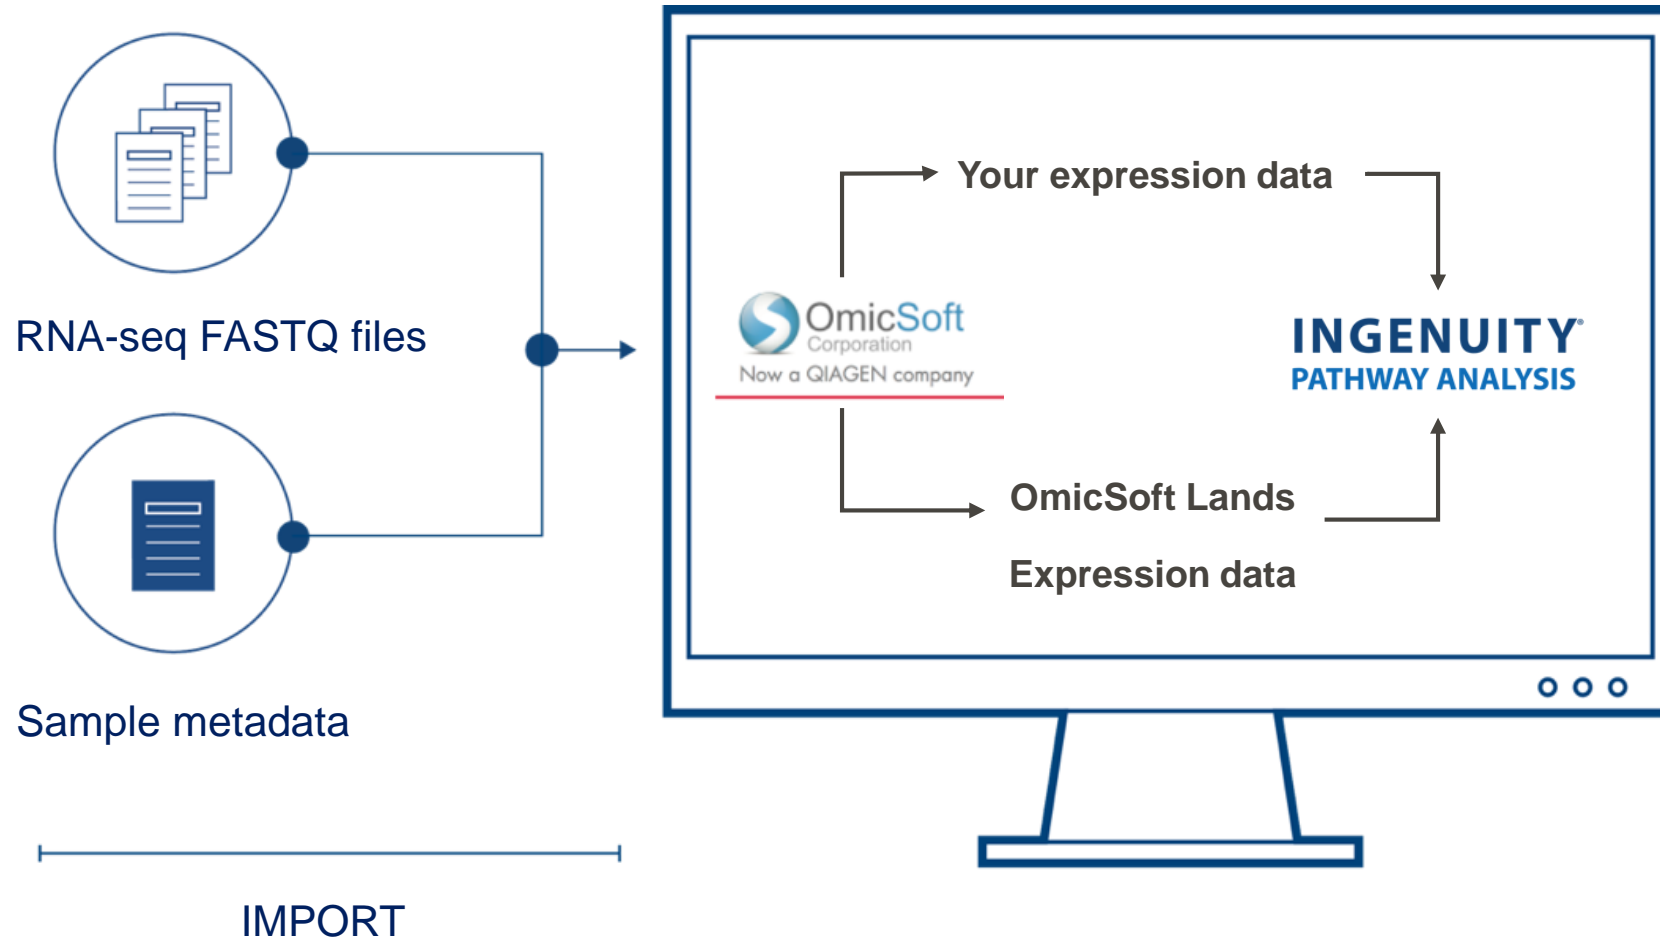 RNA-seq FASTQ files
Sample metadata
IMPORT
Your expression data
OmicSoft
Corporation
Now a QIAGEN company
INGENUITY®
PATHWAY ANALYSIS
OmicSoft Lands
Expression data